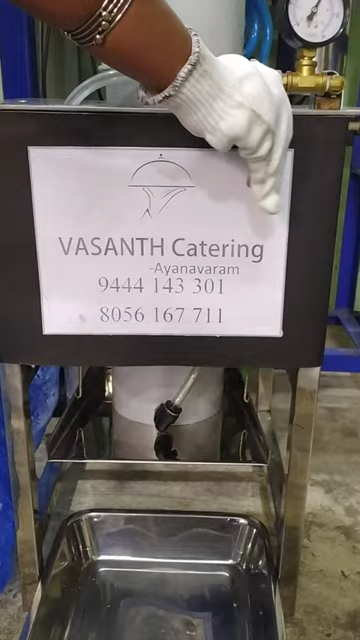 VASANTH Catering
-Ayanavaram
9444 143 301
8056 167 711